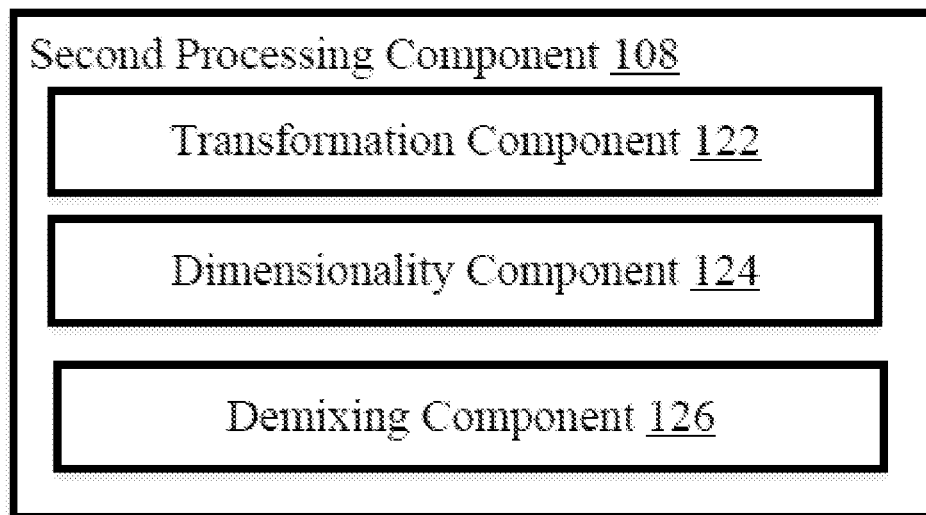 Second Processing Component 108
Transformation Component 122
Dimensionality Component 124
Demixing Component 126